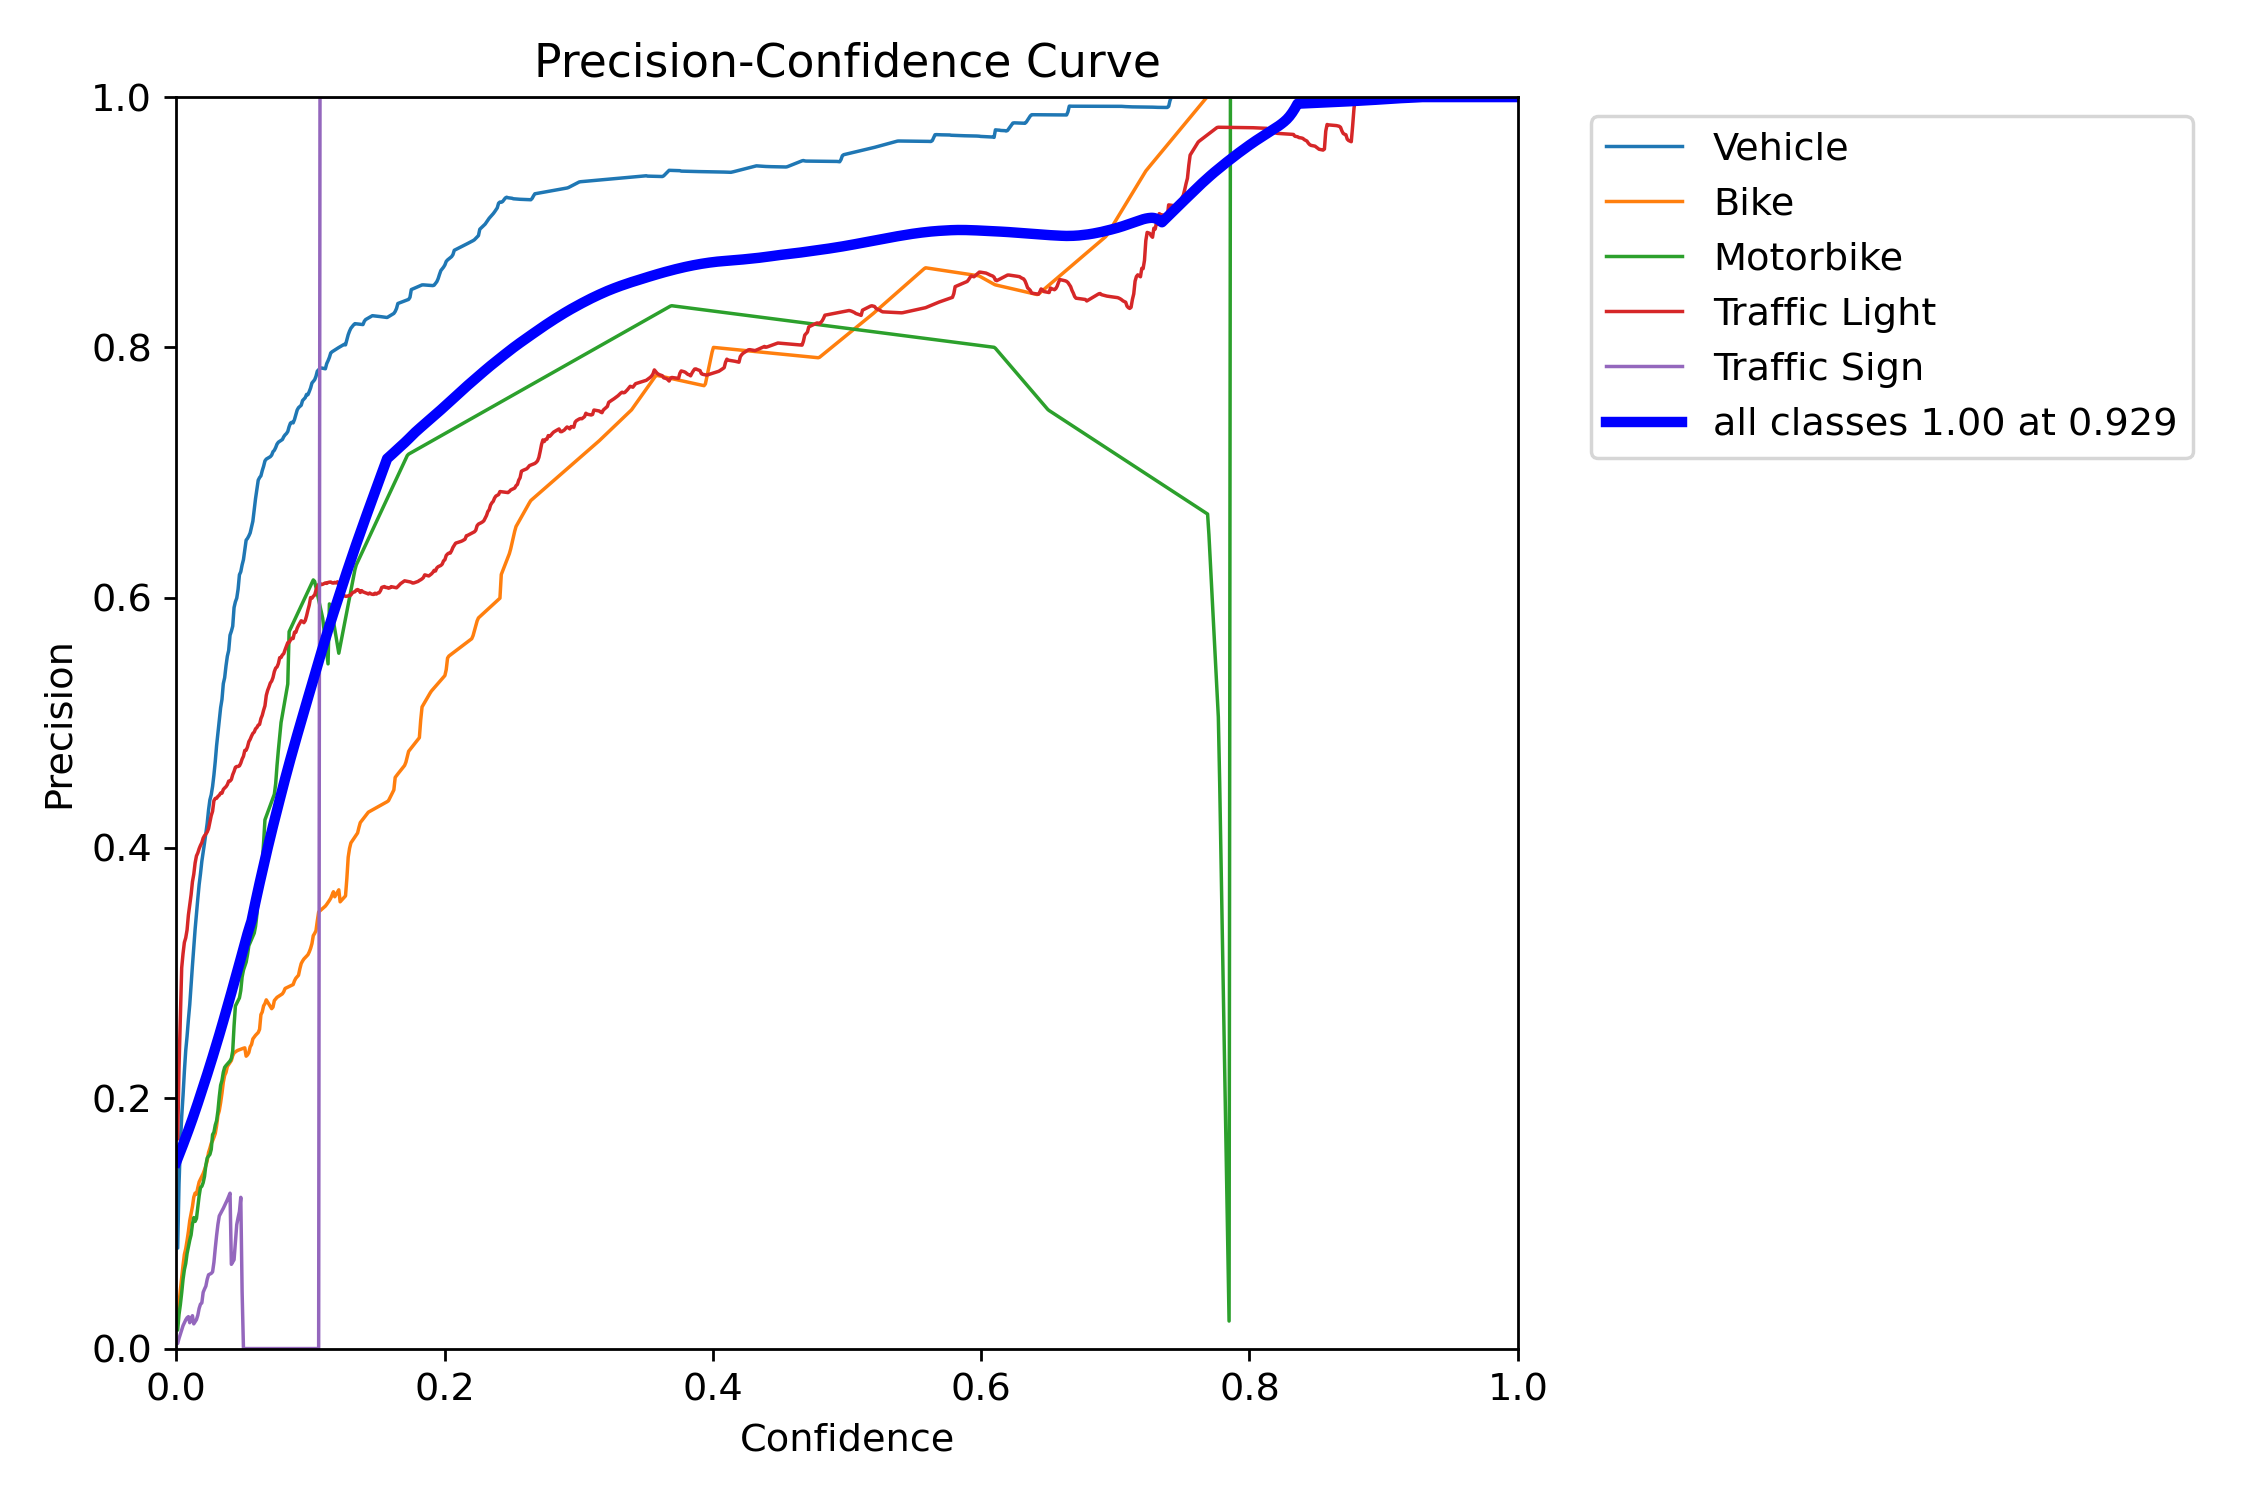 Precision-Confidence Curve
1.0
0.8
0.6
0.4
0.2
0.0
Precision
0.0 0.2 0.4 0.6 0.8 1.0
Confidence
Vehicle
Bike
Motorbike
Traffic Light
Traffic Sign
all classes 1.00 at 0.929